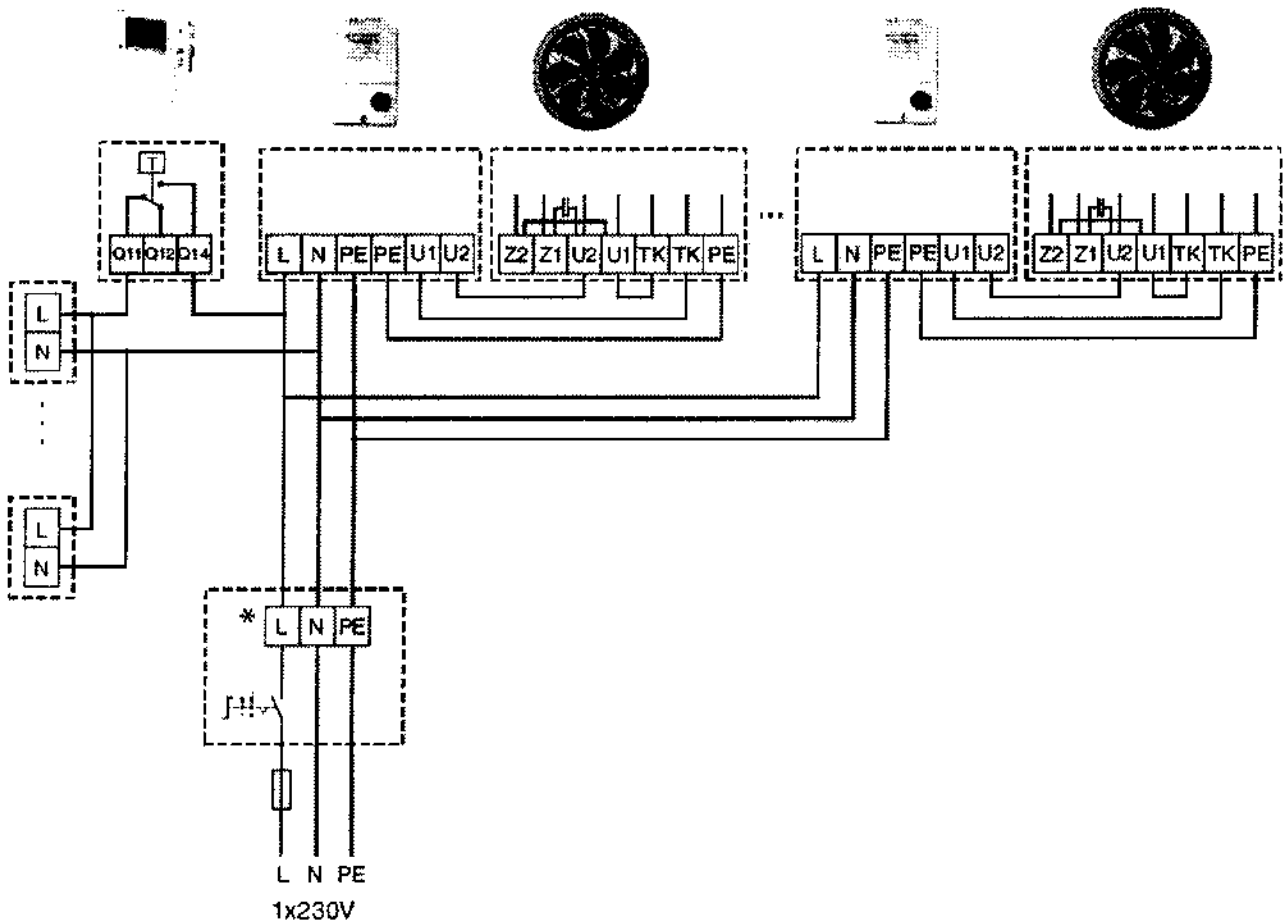 T
Q11 Q12 Q14
L N PE PE U1 U2
Z2 Z1 U2 U1 TK TK PE
...
L N PE PE U1 U2
Z2 Z1 U2 U1 TK TK PE
L
N
L
N
* L N PE
L N PE
1x230V